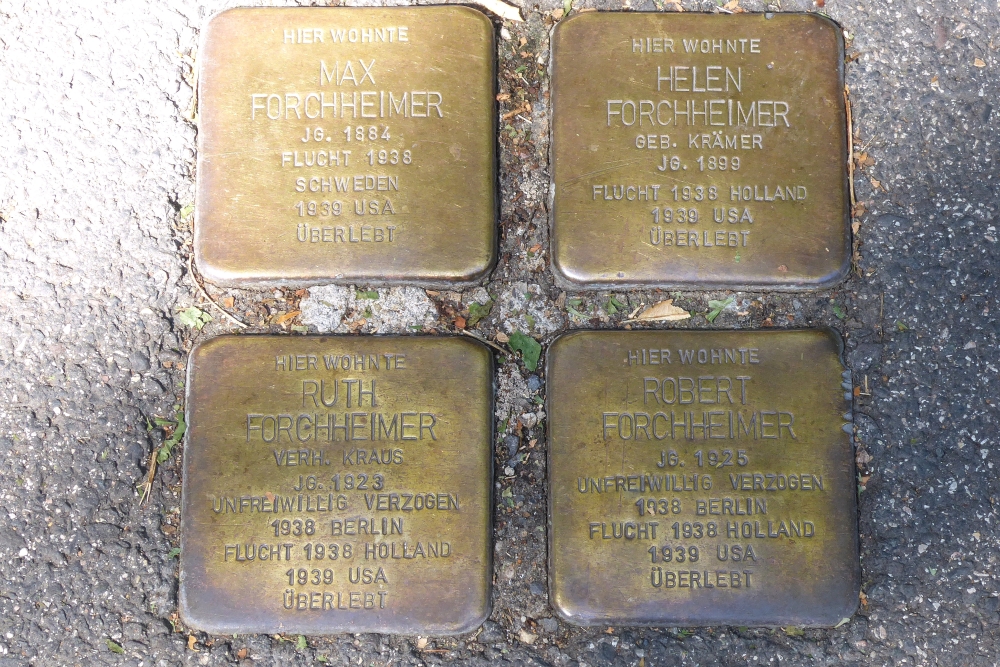 HIER WOHNTE
MAX
FORCHHEIMER
JG. 1884
FLUCHT 1938
SCHWEDEN
1939 USA
ÜBERLEBT
HIER WOHNTE
HELEN
FORCHHEIMER
GEB. KRÄMER
JG. 1899
FLUCHT 1938 HOLLAND
1939 USA
ÜBERLEBT
HIER WOHNTE
RUTH
FORCHHEIMER
VERH. KRAUS
JG. 1923
UNFREIWILLIG VERZOGEN
1938 BERLIN
FLUCHT 1938 HOLLAND
1939 USA
ÜBERLEBT
HIER WOHNTE
ROBERT
FORCHHEIMER
JG. 1925
UNFREIWILLIG VERZOGEN
1938 BERLIN
FLUCHT 1938 HOLLAND
1939 USA
ÜBERLEBT